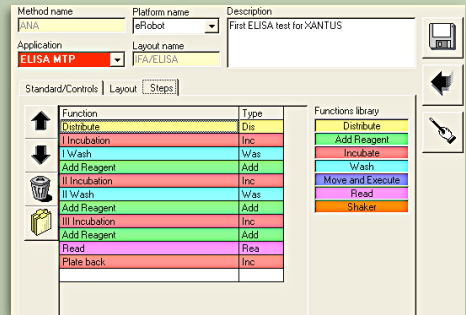 Method name Platform name Description
ANA eRobot First ELISA test for XANTUS
Application Layout name
ELISA MTP IFA/ELISA
Standard/Controls Layout Steps
Function Type Functions library
Distribute Dis Distribute
I Incubation Inc Add Reagent
I Wash Was Incubate
Add Reagent Add Wash
II Incubation Inc Move and Execute
II Wash Was Read
Add Reagent Add Shaker
III Incubation Inc
Add Reagent Add
Read Rea
Plate back Inc